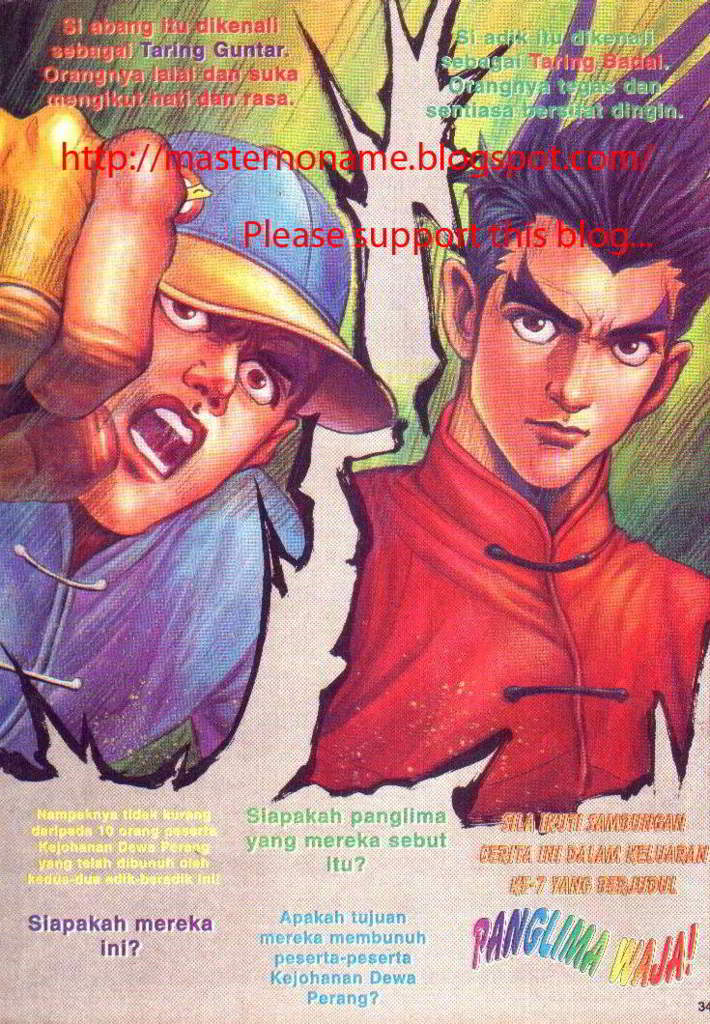 Si abang itu dikenali
sebagai Taring Guntar.
Orangnya lalai dan suka
mengikut hati dan rasa.
Si adik itu dikenali
sebagai Taring Badai.
Orangnya tegas dan
sentiasa bersifat dingin.
http://masternoname.blogspot.com/
Please support this blog...
Nampaknya tidak kurang
daripada 10 orang peserta
Kejohanan Dewa Perang
yang telah dibunuh oleh
kedua-dua adik-beradik ini!
Siapakah mereka
ini?
Siapakah panglima
yang mereka sebut
itu?
Apakah tujuan
mereka membunuh
peserta-peserta
Kejohanan Dewa
Perang?
SILA IKUTI SAMBUNGAN
CERITA INI DALAM KELUARAN
KE-7 YANG BERJUDUL
PANGLIMA WAJA!
34